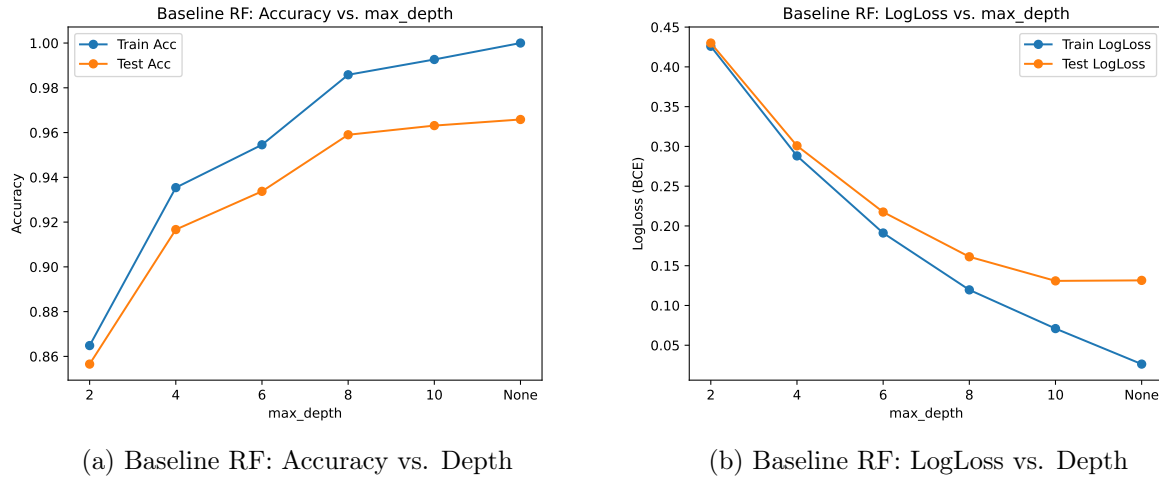 Baseline RF: Accuracy vs. max_depth
Train Acc
Test Acc
1.00
0.98
0.96
0.94
0.92
0.90
0.88
0.86
Accuracy
2 4 6 8 10 None
max_depth
(a) Baseline RF: Accuracy vs. Depth
Baseline RF: LogLoss vs. max_depth
Train LogLoss
Test LogLoss
0.45
0.40
0.35
0.30
0.25
0.20
0.15
0.10
0.05
LogLoss (BCE)
2 4 6 8 10 None
max_depth
(b) Baseline RF: LogLoss vs. Depth